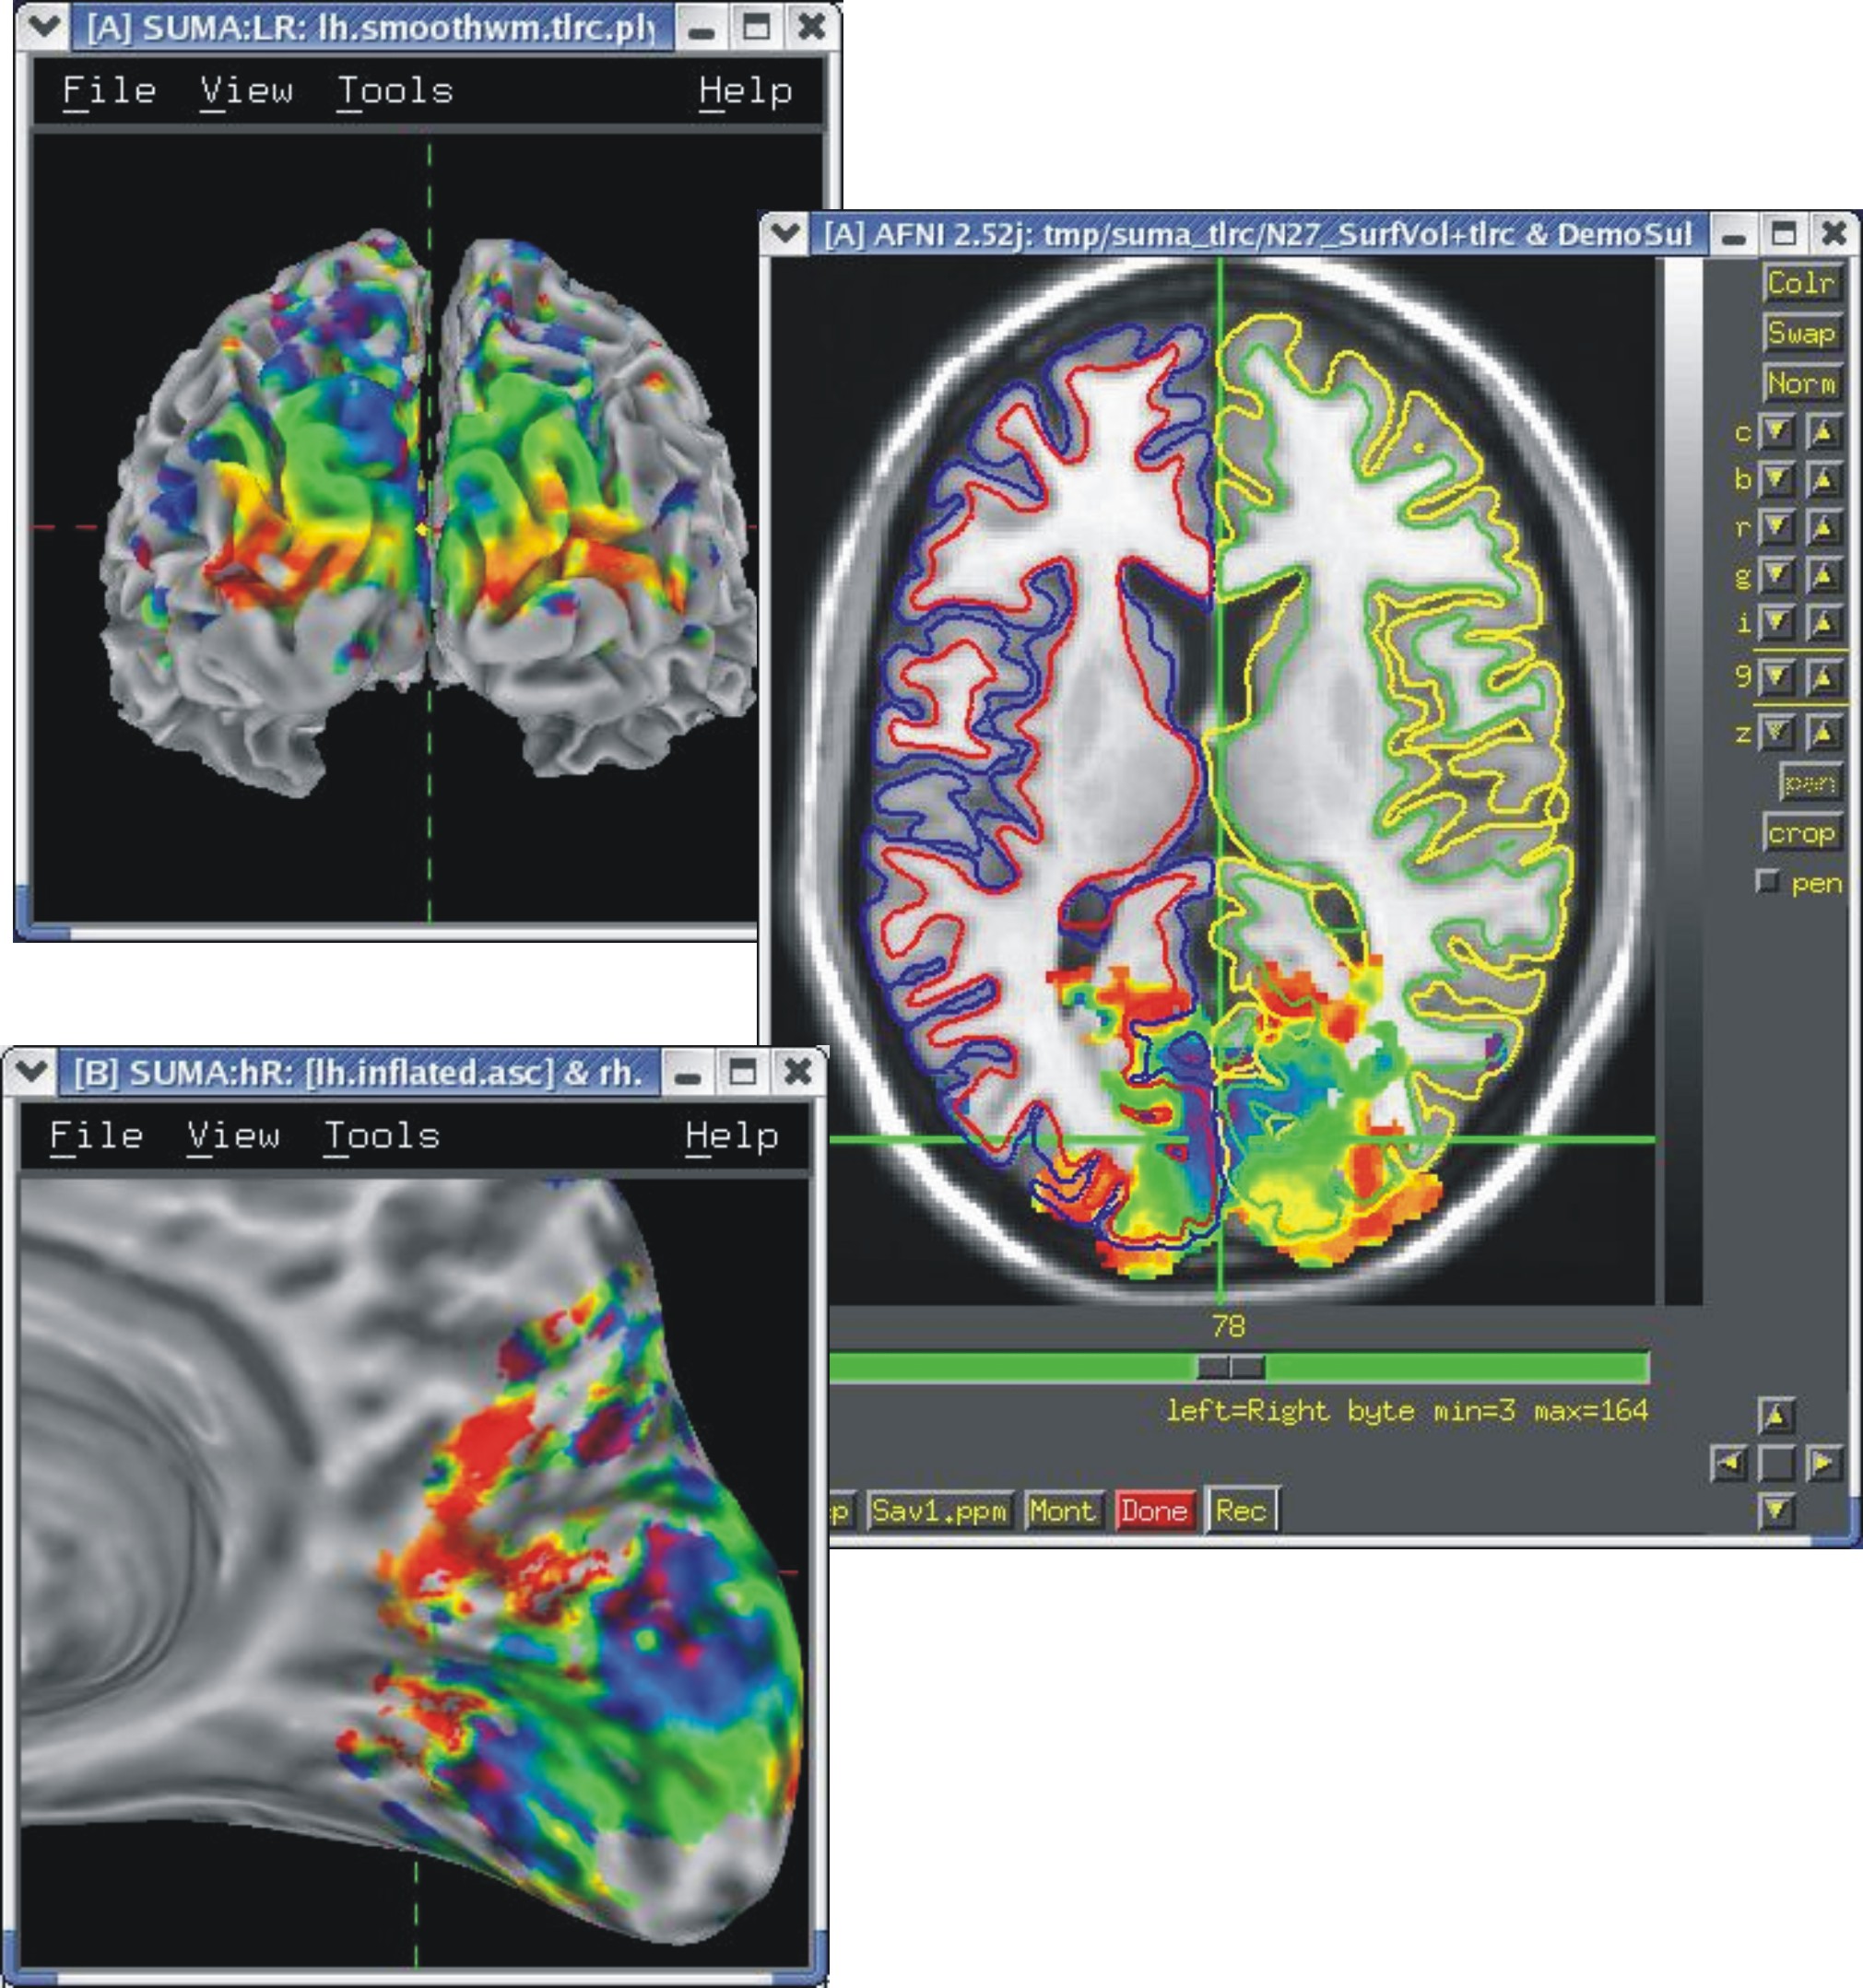 [A] SUMA:LR: lh.smoothwm.tlrc.ply
File View Tools Help
[A] AFNI 2.52j: tmp/suma_tlrc/N27_SurfVol+tlrc & DemoSul
Colr
Swap
Norm
c
b
r
g
i
9
z
pan
crop
pen
78
left=Right byte min=3 max=164
Sav1.ppm Mont Done Rec
[B] SUMA:hR: [lh.inflated.asc] & rh.
File View Tools Help